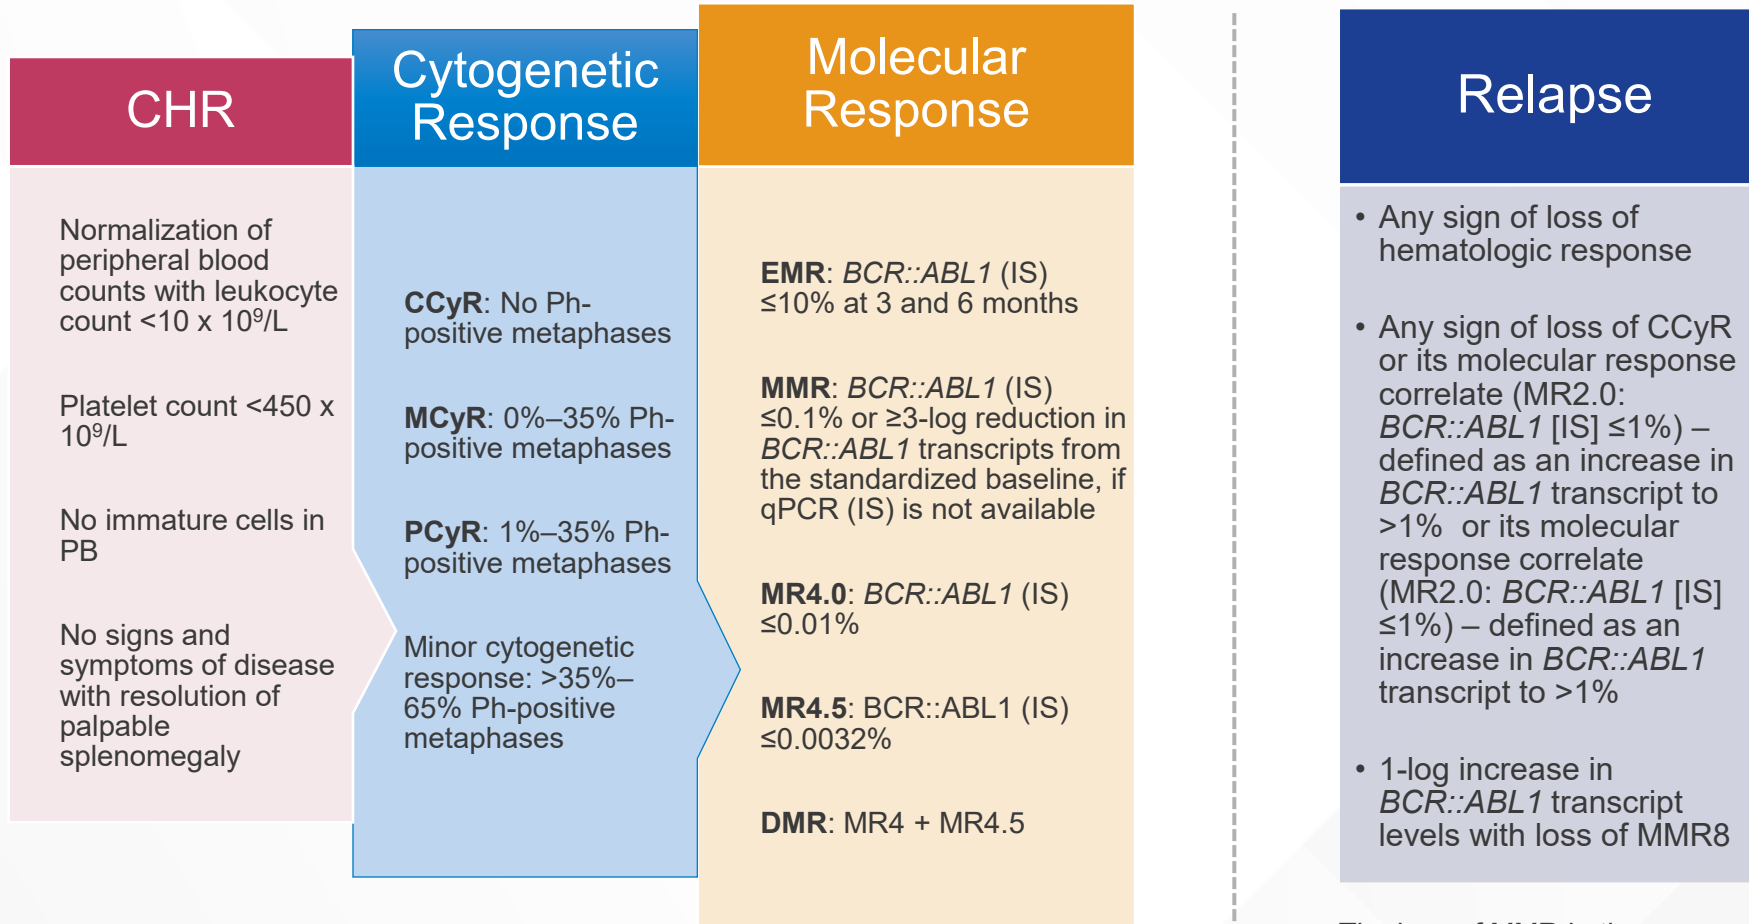 CHR
Normalization of
peripheral blood
counts with leukocyte
count <10 x 10⁹/L
Platelet count <450 x
10⁹/L
No immature cells in
PB
No signs and
symptoms of disease
with resolution of
palpable
splenomegaly
Cytogenetic
Response
CCyR: No Ph-
positive metaphases
MCyR: 0%–35% Ph-
positive metaphases
PCyR: 1%–35% Ph-
positive metaphases
Minor cytogenetic
response: >35%–
65% Ph-positive
metaphases
Molecular
Response
EMR: BCR::ABL1 (IS)
≤10% at 3 and 6 months
MMR: BCR::ABL1 (IS)
≤0.1% or ≥3-log reduction in
BCR::ABL1 transcripts from
the standardized baseline, if
qPCR (IS) is not available
MR4.0: BCR::ABL1 (IS)
≤0.01%
MR4.5: BCR::ABL1 (IS)
≤0.0032%
DMR: MR4 + MR4.5
Relapse
• Any sign of loss of
hematologic response
• Any sign of loss of CCyR
or its molecular response
correlate (MR2.0:
BCR::ABL1 [IS] ≤1%) –
defined as an increase in
BCR::ABL1 transcript to
>1% or its molecular
response correlate
(MR2.0: BCR::ABL1 [IS]
≤1%) – defined as an
increase in BCR::ABL1
transcript to >1%
• 1-log increase in
BCR::ABL1 transcript
levels with loss of MMR8